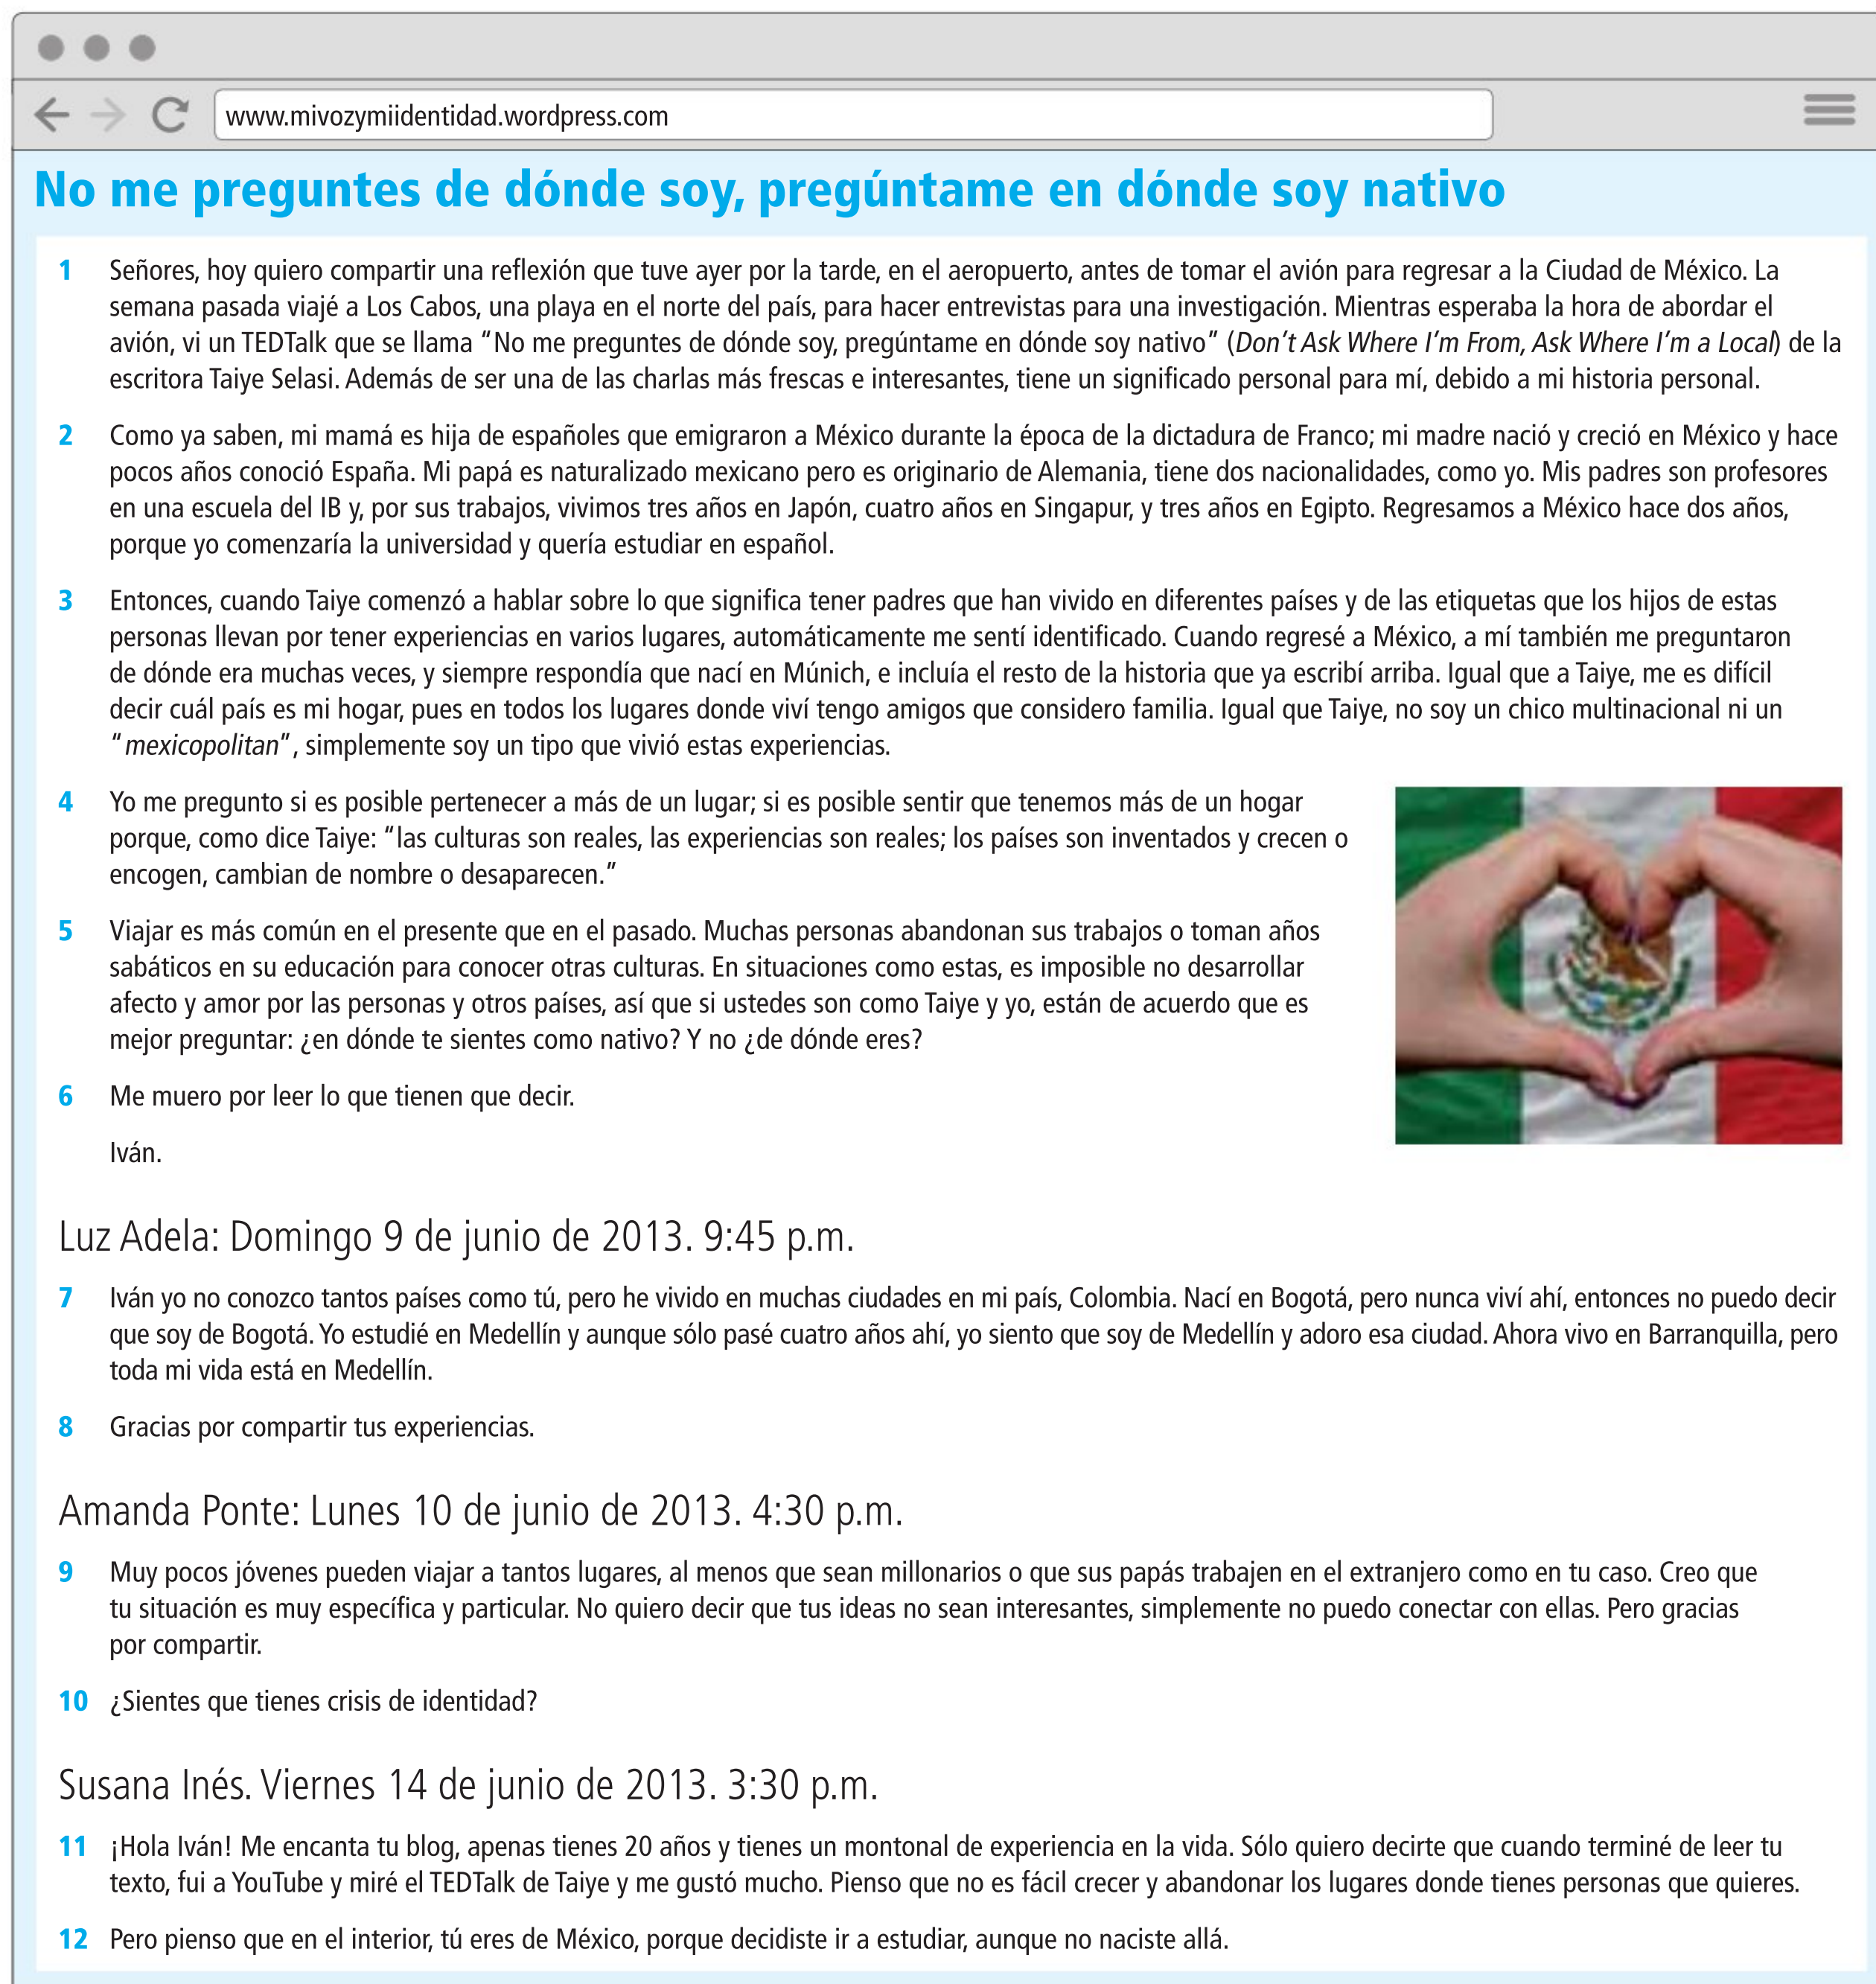 www.mivozymiidentidad.wordpress.com
No me preguntes de dónde soy, pregúntame en dónde soy nativo
1 Señores, hoy quiero compartir una reflexión que tuve ayer por la tarde, en el aeropuerto, antes de tomar el avión para regresar a la Ciudad de México. La
semana pasada viajé a Los Cabos, una playa en el norte del país, para hacer entrevistas para una investigación. Mientras esperaba la hora de abordar el
avión, vi un TEDTalk que se llama “No me preguntes de dónde soy, pregúntame en dónde soy nativo” (Don’t Ask Where I’m From, Ask Where I’m a Local) de la
escritora Taiye Selasi. Además de ser una de las charlas más frescas e interesantes, tiene un significado personal para mí, debido a mi historia personal.
2 Como ya saben, mi mamá es hija de españoles que emigraron a México durante la época de la dictadura de Franco; mi madre nació y creció en México y hace
pocos años conoció España. Mi papá es naturalizado mexicano pero es originario de Alemania, tiene dos nacionalidades, como yo. Mis padres son profesores
en una escuela del IB y, por sus trabajos, vivimos tres años en Japón, cuatro años en Singapur, y tres años en Egipto. Regresamos a México hace dos años,
porque yo comenzaría la universidad y quería estudiar en español.
3 Entonces, cuando Taiye comenzó a hablar sobre lo que significa tener padres que han vivido en diferentes países y de las etiquetas que los hijos de estas
personas llevan por tener experiencias en varios lugares, automáticamente me sentí identificado. Cuando regresé a México, a mí también me preguntaron
de dónde era muchas veces, y siempre respondía que nací en Múnich, e incluía el resto de la historia que ya escribí arriba. Igual que a Taiye, me es difícil
decir cuál país es mi hogar, pues en todos los lugares donde viví tengo amigos que considero familia. Igual que Taiye, no soy un chico multinacional ni un
“mexicopolitan”, simplemente soy un tipo que vivió estas experiencias.
4 Yo me pregunto si es posible pertenecer a más de un lugar; si es posible sentir que tenemos más de un hogar
porque, como dice Taiye: “las culturas son reales, las experiencias son reales; los países son inventados y crecen o
encogen, cambian de nombre o desaparecen.”
5 Viajar es más común en el presente que en el pasado. Muchas personas abandonan sus trabajos o toman años
sabáticos en su educación para conocer otras culturas. En situaciones como estas, es imposible no desarrollar
afecto y amor por las personas y otros países, así que si ustedes son como Taiye y yo, están de acuerdo que es
mejor preguntar: ¿en dónde te sientes como nativo? Y no ¿de dónde eres?
6 Me muero por leer lo que tienen que decir.
Iván.
Luz Adela: Domingo 9 de junio de 2013. 9:45 p.m.
7 Iván yo no conozco tantos países como tú, pero he vivido en muchas ciudades en mi país, Colombia. Nací en Bogotá, pero nunca viví ahí, entonces no puedo decir
que soy de Bogotá. Yo estudié en Medellín y aunque sólo pasé cuatro años ahí, yo siento que soy de Medellín y adoro esa ciudad. Ahora vivo en Barranquilla, pero
toda mi vida está en Medellín.
8 Gracias por compartir tus experiencias.
Amanda Ponte: Lunes 10 de junio de 2013. 4:30 p.m.
9 Muy pocos jóvenes pueden viajar a tantos lugares, al menos que sean millonarios o que sus papás trabajen en el extranjero como en tu caso. Creo que
tu situación es muy específica y particular. No quiero decir que tus ideas no sean interesantes, simplemente no puedo conectar con ellas. Pero gracias
por compartir.
10 ¿Sientes que tienes crisis de identidad?
Susana Inés. Viernes 14 de junio de 2013. 3:30 p.m.
11 ¡Hola Iván! Me encanta tu blog, apenas tienes 20 años y tienes un montonal de experiencia en la vida. Sólo quiero decirte que cuando terminé de leer tu
texto, fui a YouTube y miré el TEDTalk de Taiye y me gustó mucho. Pienso que no es fácil crecer y abandonar los lugares donde tienes personas que quieres.
12 Pero pienso que en el interior, tú eres de México, porque decidiste ir a estudiar, aunque no naciste allá.